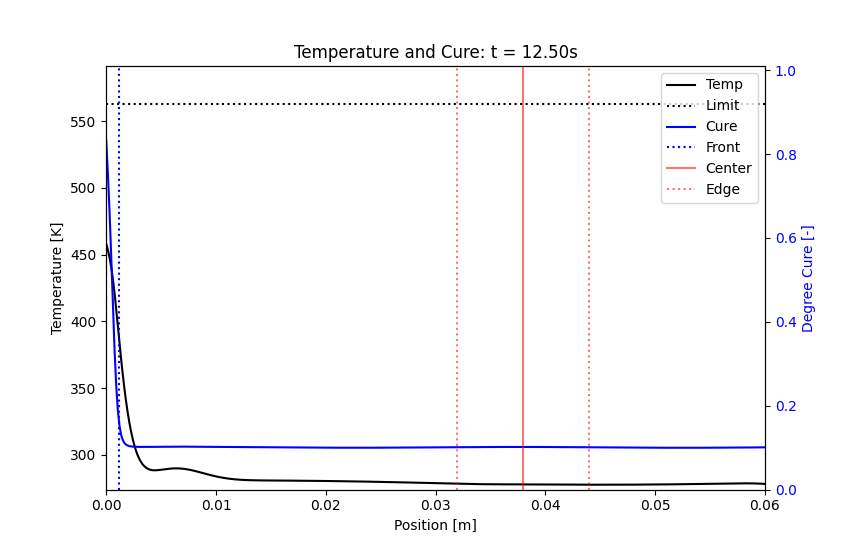 Temperature and Cure: t = 12.50s
Temperature [K]
550
500
450
400
350
300
0.00
0.01
0.02
0.03
0.04
0.05
0.06
Position [m]
1.0
0.8
0.6
0.4
0.2
0.0
Degree Cure [-]
Temp
Limit
Cure
Front
Center
Edge